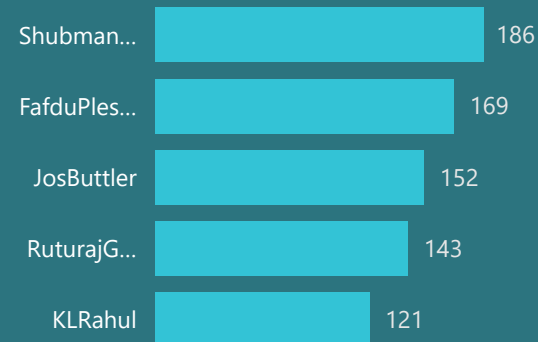 Shubman... 186
FafduPles... 169
JosButtler 152
RuturajG... 143
KLRahul 121